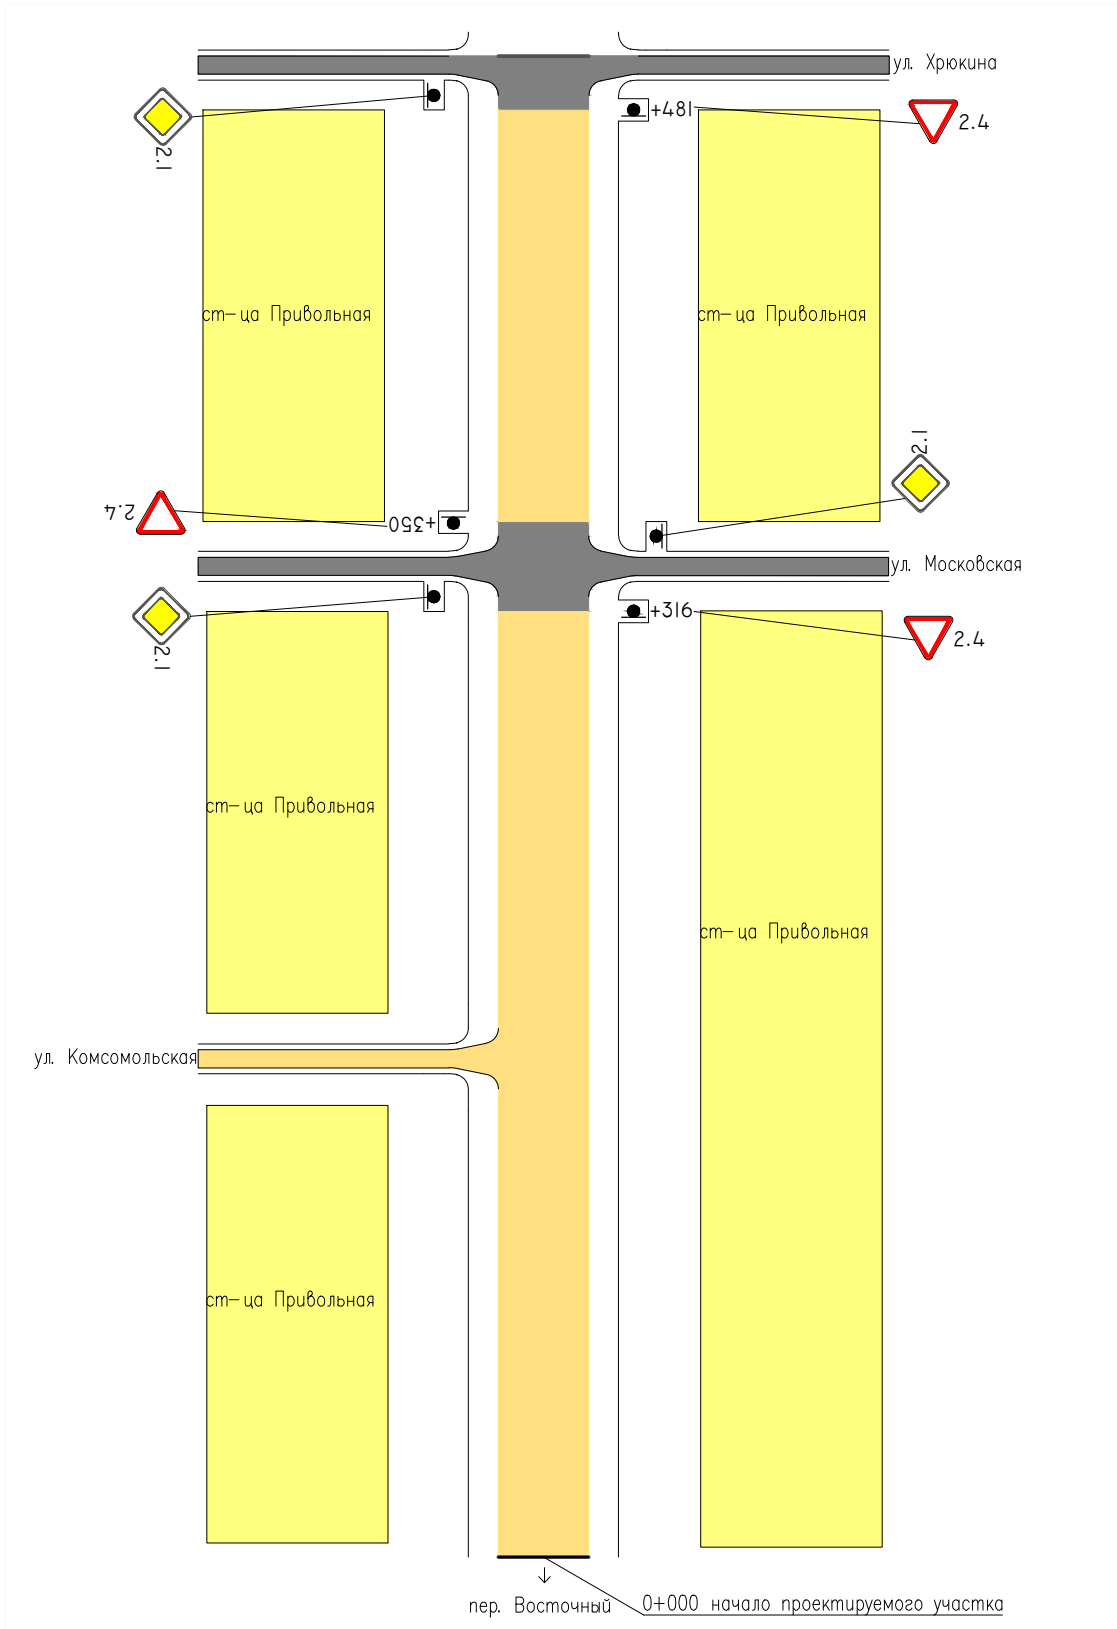 ул. Хрюкина
+481
2.4
2.1
ст-ца Привольная
ст-ца Привольная
2.1
2.4
+350
ул. Московская
+316
2.4
2.1
ст-ца Привольная
ст-ца Привольная
ул. Комсомольская
ст-ца Привольная
пер. Восточный
0+000 начало проектируемого участка